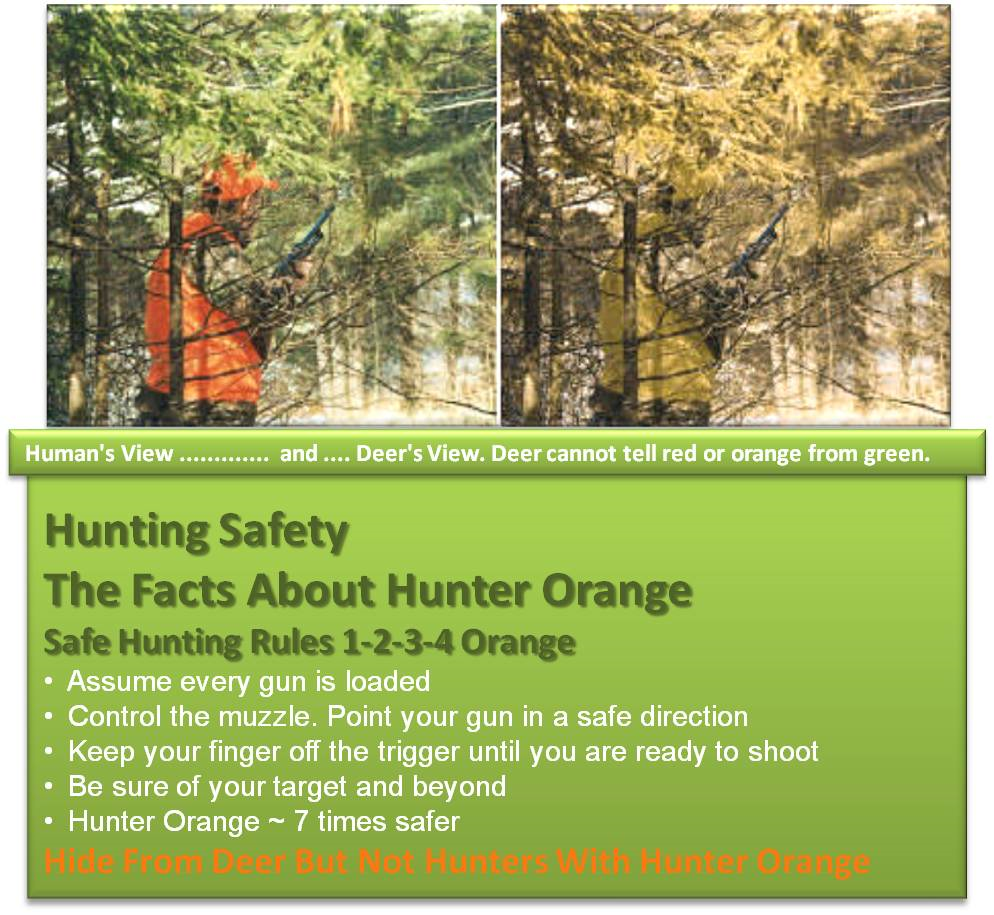 Human's View ............. and .... Deer's View. Deer cannot tell red or orange from green.
Hunting Safety
The Facts About Hunter Orange
Safe Hunting Rules 1-2-3-4 Orange
• Assume every gun is loaded
• Control the muzzle. Point your gun in a safe direction
• Keep your finger off the trigger until you are ready to shoot
• Be sure of your target and beyond
• Hunter Orange ~ 7 times safer
Hide From Deer But Not Hunters With Hunter Orange